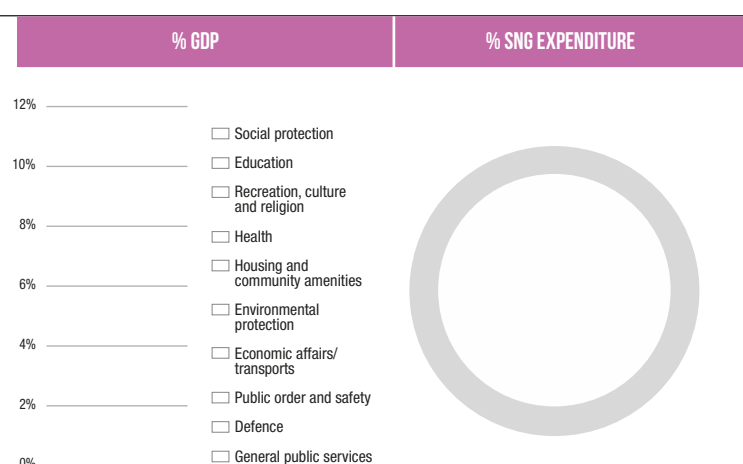 % GDP
% SNG EXPENDITURE
12%
10%
8%
6%
4%
2%
0%
Social protection
Education
Recreation, culture
and religion
Health
Housing and
community amenities
Environmental
protection
Economic affairs/
transports
Public order and safety
Defence
General public services